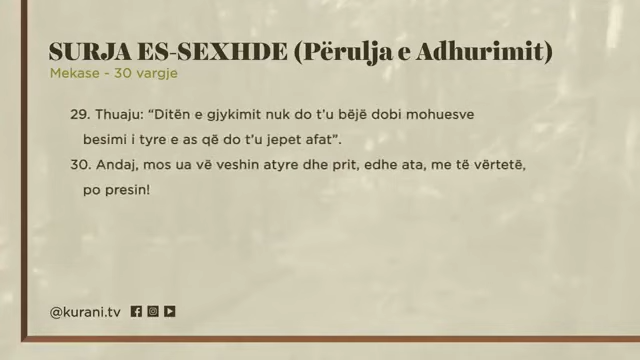 SURJA ES-SEXHDE (Përulja e Adhurimit)
Mekase - 30 vargje
29. Thuaju: “Ditën e gjykimit nuk do t’u bëjë dobi mohuesve
besimi i tyre e as që do t’u jepet afat”.
30. Andaj, mos ua vë veshin atyre dhe prit, edhe ata, me të vërtetë,
po presin!
@kurani.tv